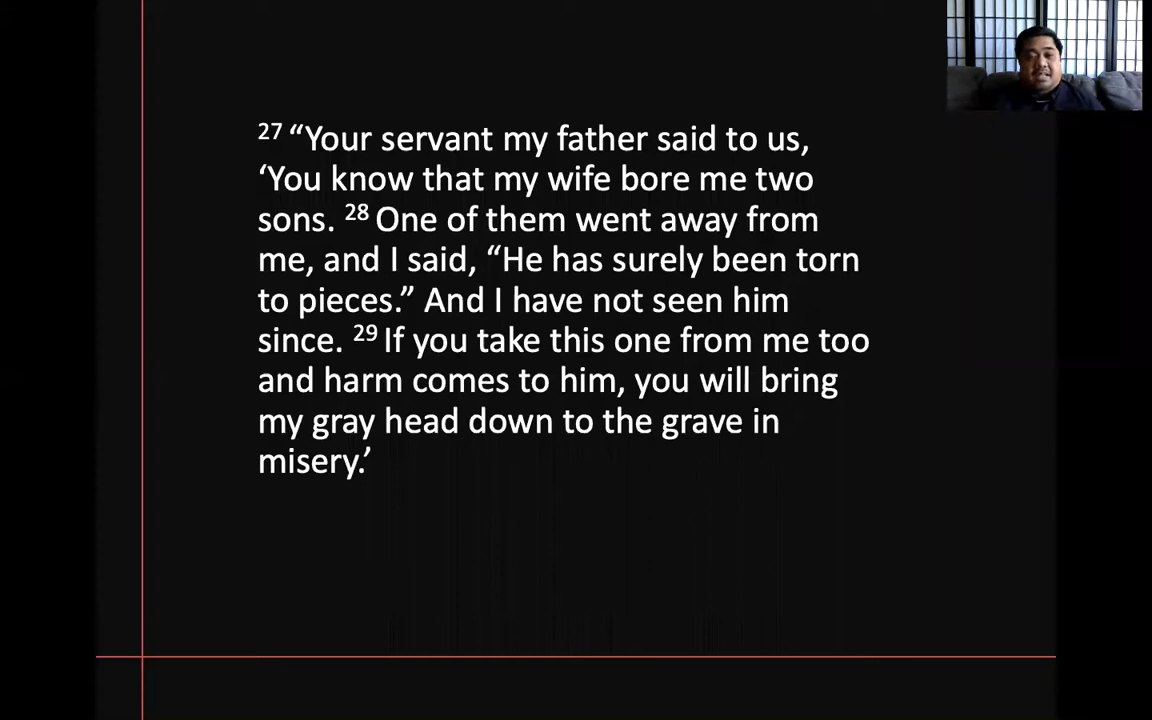 27 “Your servant my father said to us,
‘You know that my wife bore me two
sons. 28 One of them went away from
me, and I said, “He has surely been torn
to pieces.” And I have not seen him
since. 29 If you take this one from me too
and harm comes to him, you will bring
my gray head down to the grave in
misery.’